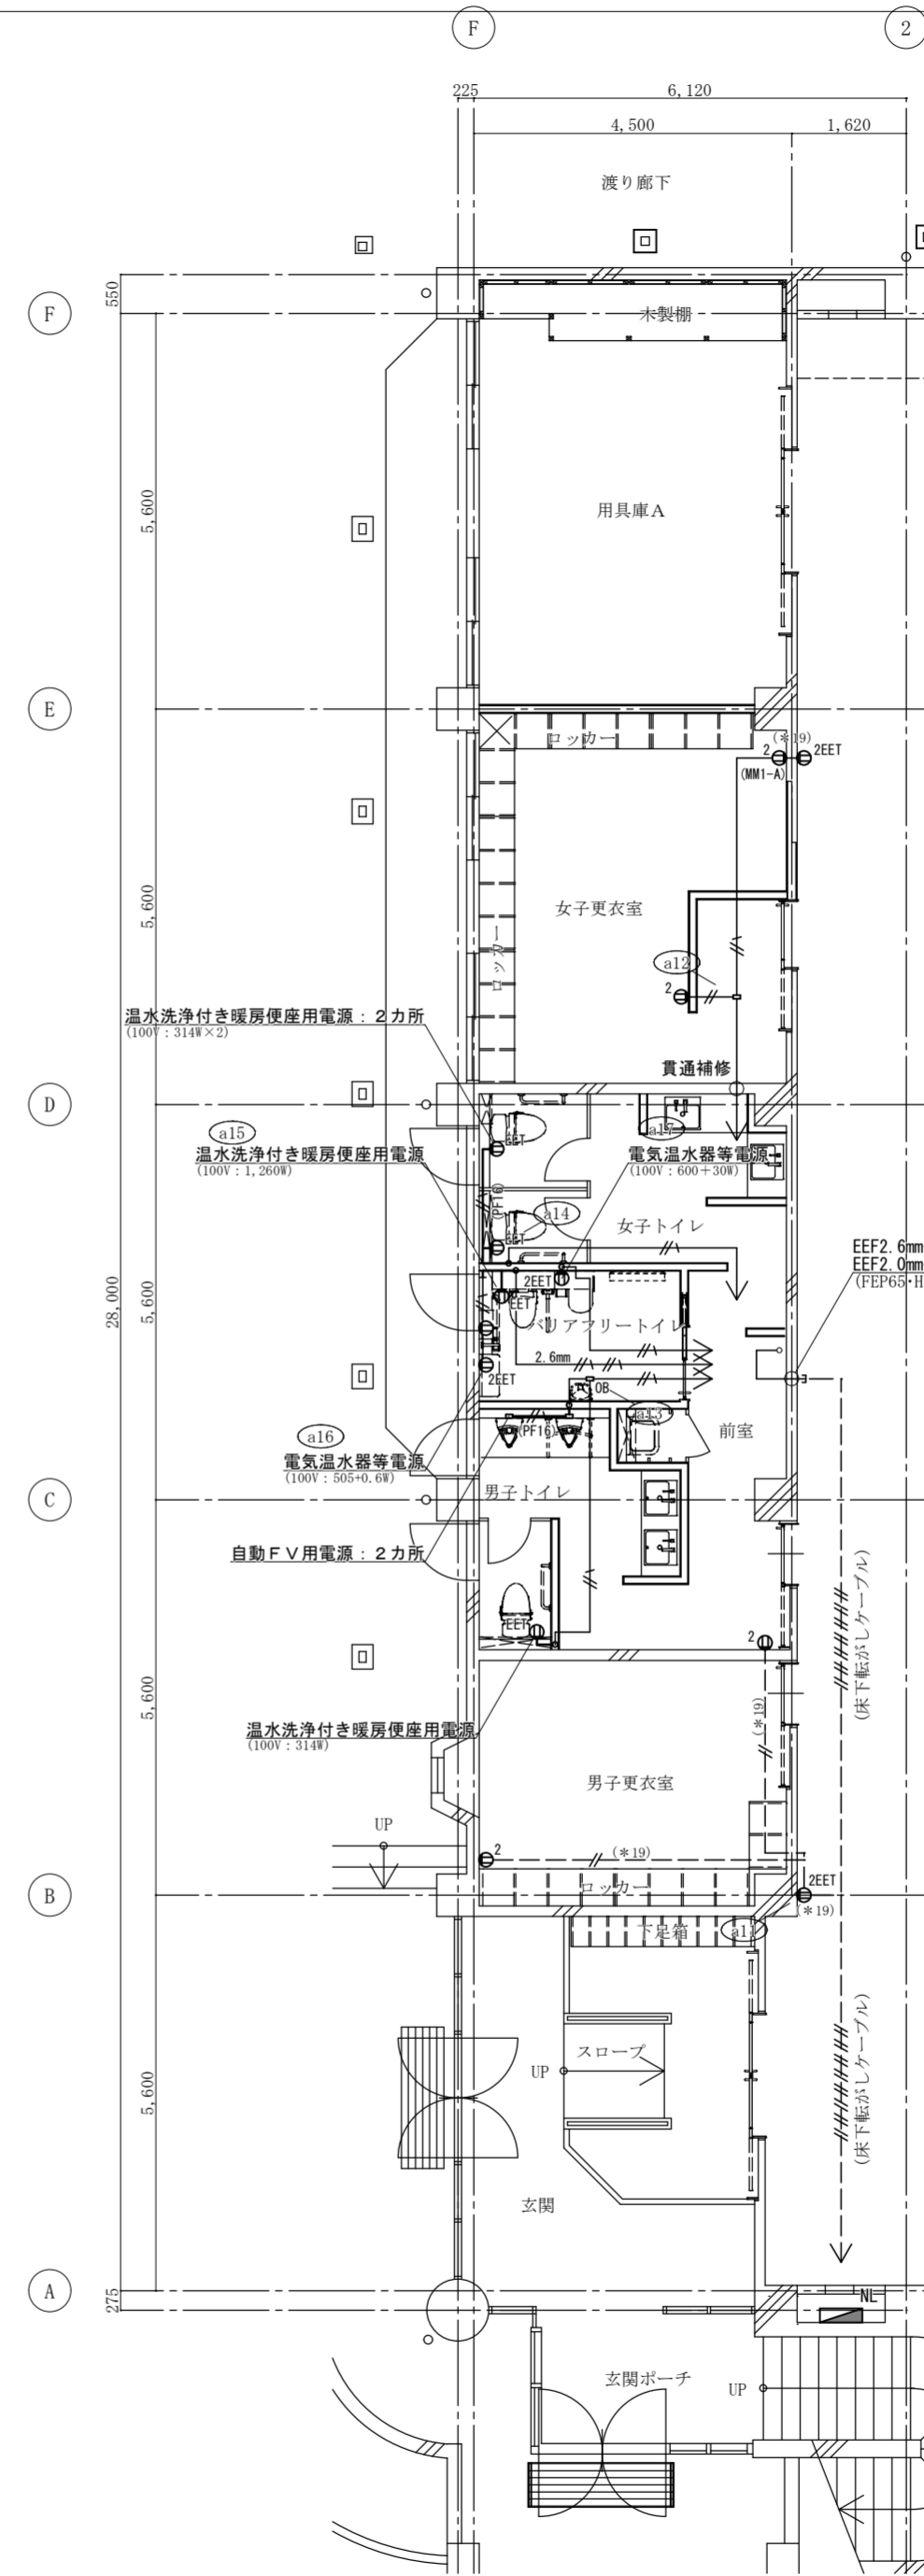 F
2
225
6,120
4,500
1,620
渡り廊下
550
F
木製棚
5,600
用具庫A
E
ロッカー
(*19)
2
2EET
(MM1-A)
5,600
女子更衣室
ロッカー
a12
2
温水洗浄付き暖房便座用電源：２カ所
(100V：314W×2)
貫通補修
D
a15
温水洗浄付き暖房便座用電源
(100V：1,260W)
a17
電気温水器等電源
(100V：600+30W)
EET
(PF16)
a14
女子トイレ
EET
28,000
5,600
2EET
EET
バリアフリートイレ
2.6mm
2EET
OB
EEF2.6mm
EEF2.0mm
(FEP65・H
a13
(PF16)
前室
a16
電気温水器等電源
(100V：505+0.6W)
男子トイレ
C
自動ＦＶ用電源：２カ所
EET
2
(床下転がしケーブル)
5,600
(*19)
温水洗浄付き暖房便座用電源
(100V：314W)
男子更衣室
UP
2
(*19)
ロッカー
2EET
(*19)
B
下足箱
a11
スロープ
UP
(床下転がしケーブル)
5,600
玄関
A
275
NL
玄関ポーチ
UP